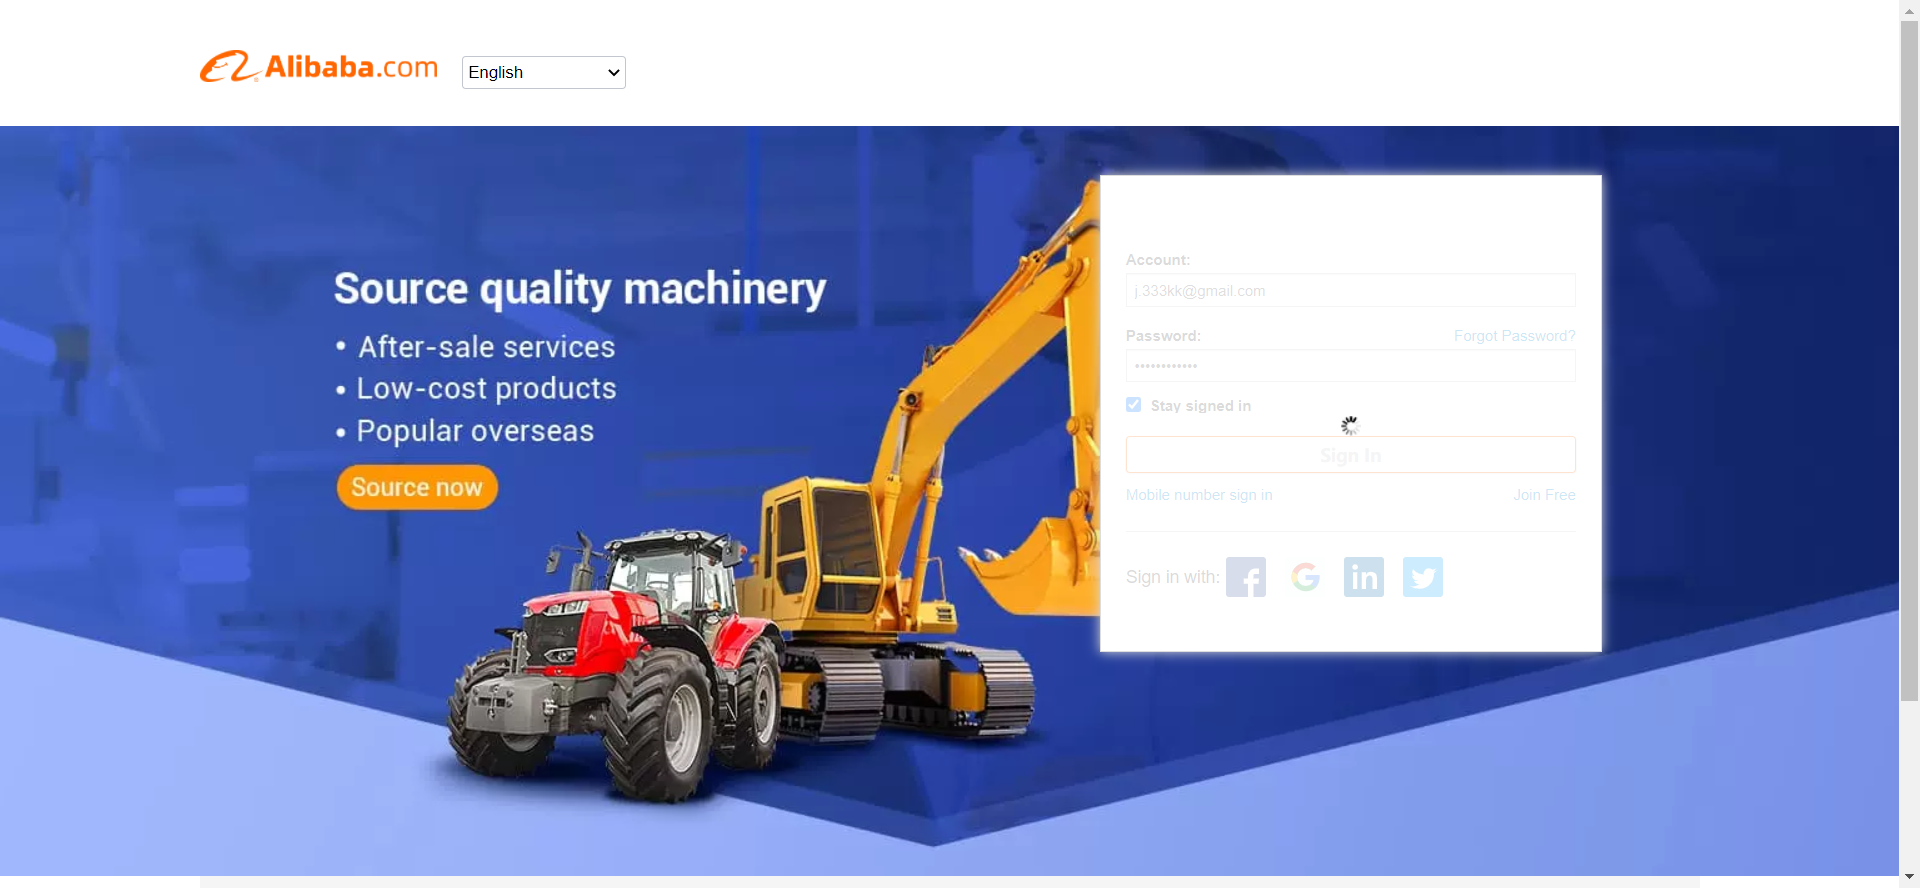 Alibaba.com
English
Source quality machinery
• After-sale services
• Low-cost products
• Popular overseas
Source now
Account:
j.333kk@gmail.com
Password:
Forgot Password?
••••••••••••
Stay signed in
Sign In
Mobile number sign in
Join Free
Sign in with: